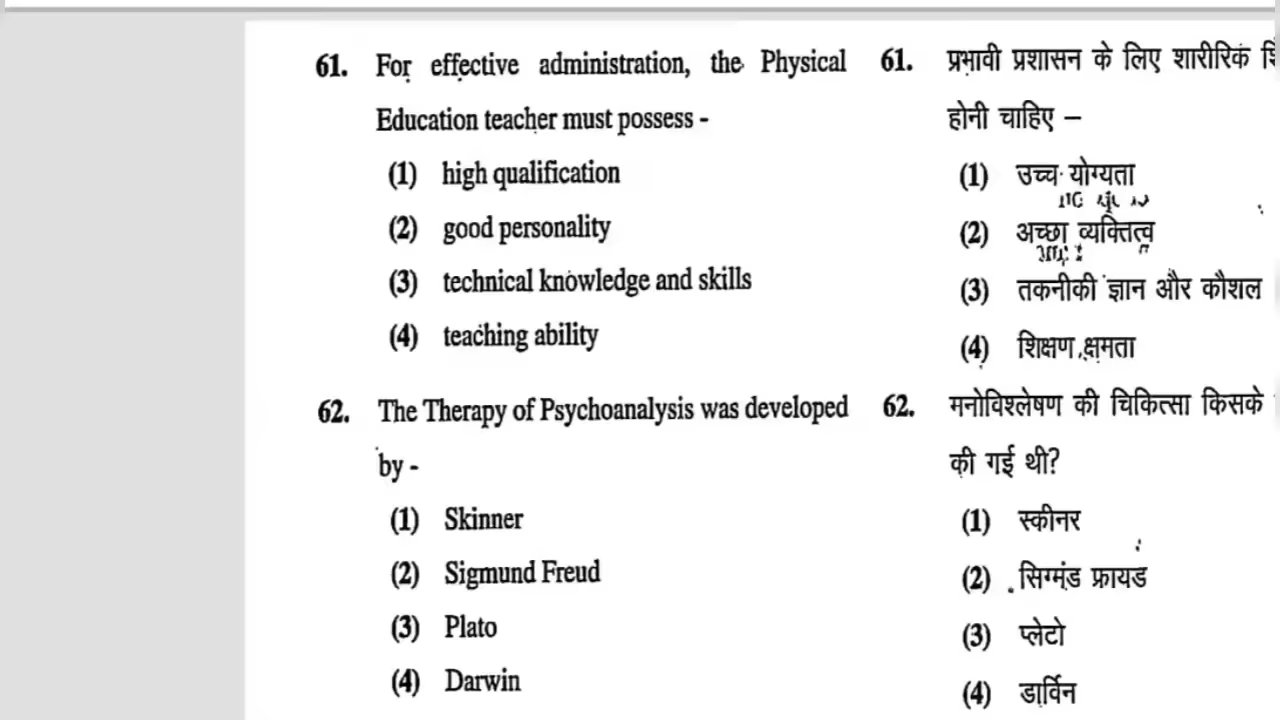 61. For effective administration, the Physical
Education teacher must possess -
(1) high qualification
(2) good personality
(3) technical knowledge and skills
(4) teaching ability
62. The Therapy of Psychoanalysis was developed
by -
(1) Skinner
(2) Sigmund Freud
(3) Plato
(4) Darwin
61. प्रभावी प्रशासन के लिए शारीरिक
होनी चाहिए –
(1) उच्च योग्यता
(2) अच्छा व्यक्तित्व
(3) तकनीकी ज्ञान और कौशल
(4) शिक्षण क्षमता
62. मनोविश्लेषण की चिकित्सा किसके
की गई थी?
(1) स्कीनर
(2) सिग्मंड फ्रायड
(3) प्लेटो
(4) डार्विन